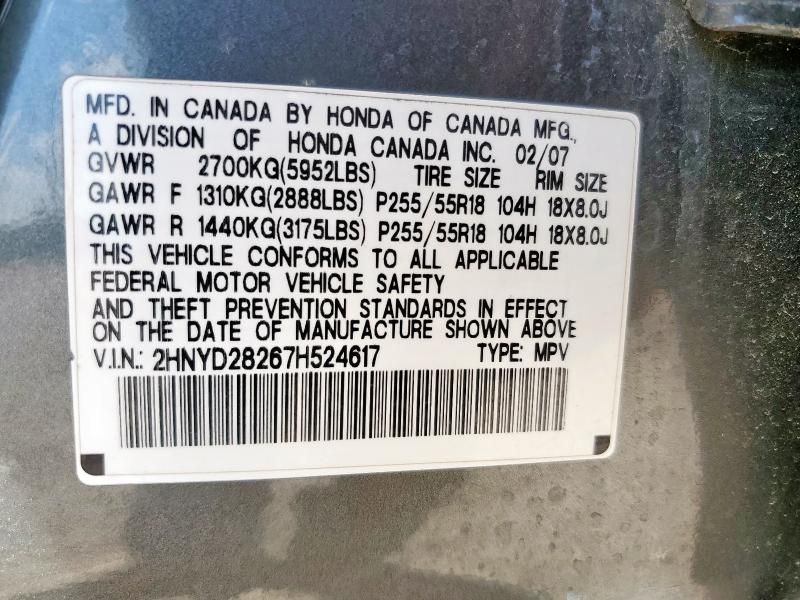 MFD. IN CANADA BY HONDA OF CANADA MFG.,
A DIVISION OF HONDA CANADA INC. 02/07
GVWR 2700KG(5952LBS) TIRE SIZE RIM SIZE
GAWR F 1310KG(2888LBS) P255/55R18 104H 18X8.0J
GAWR R 1440KG(3175LBS) P255/55R18 104H 18X8.0J
THIS VEHICLE CONFORMS TO ALL APPLICABLE
FEDERAL MOTOR VEHICLE SAFETY
AND THEFT PREVENTION STANDARDS IN EFFECT
ON THE DATE OF MANUFACTURE SHOWN ABOVE
V.I.N.: 2HNYD28267H524617 TYPE: MPV